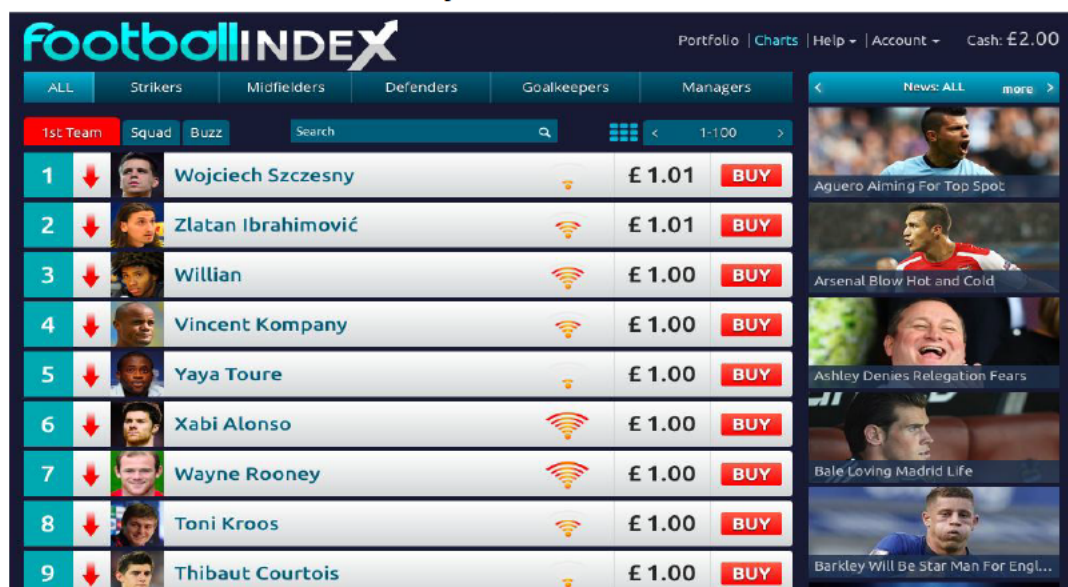 footballINDEX
Portfolio | Charts | Help | Account Cash: £2.00
ALL Strikers Midfielders Defenders Goalkeepers Managers
1st Team Squad Buzz Search < 1-100 >
1 Wojciech Szczesny £ 1.01 BUY
2 Zlatan Ibrahimović £ 1.01 BUY
3 Willian £ 1.00 BUY
4 Vincent Kompany £ 1.00 BUY
5 Yaya Toure £ 1.00 BUY
6 Xabi Alonso £ 1.00 BUY
7 Wayne Rooney £ 1.00 BUY
8 Toni Kroos £ 1.00 BUY
9 Thibaut Courtois £ 1.00 BUY
< News: ALL more >
Aguero Aiming For Top Spot
Arsenal Blow Hot and Cold
Ashley Denies Relegation Fears
Bale Loving Madrid Life
Barkley Will Be Star Man For Engl...